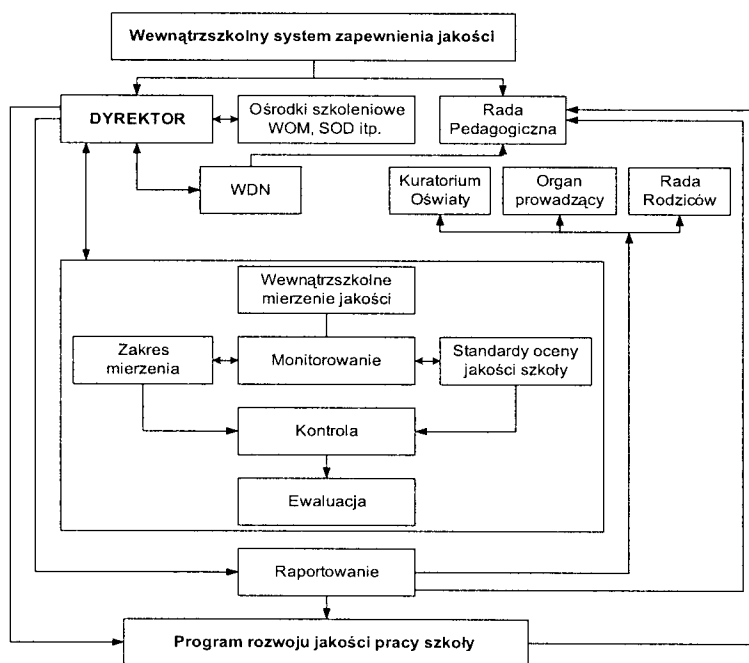 Wewnątrzszkolny system zapewnienia jakości
DYREKTOR
Ośrodki szkoleniowe
WOM, SOD itp.
Rada
Pedagogiczna
WDN
Kuratorium
Oświaty
Organ
prowadzący
Rada
Rodziców
Wewnątrzszkolne
mierzenie jakości
Zakres
mierzenia
Monitorowanie
Standardy oceny
jakości szkoły
Kontrola
Ewaluacja
Raportowanie
Program rozwoju jakości pracy szkoły